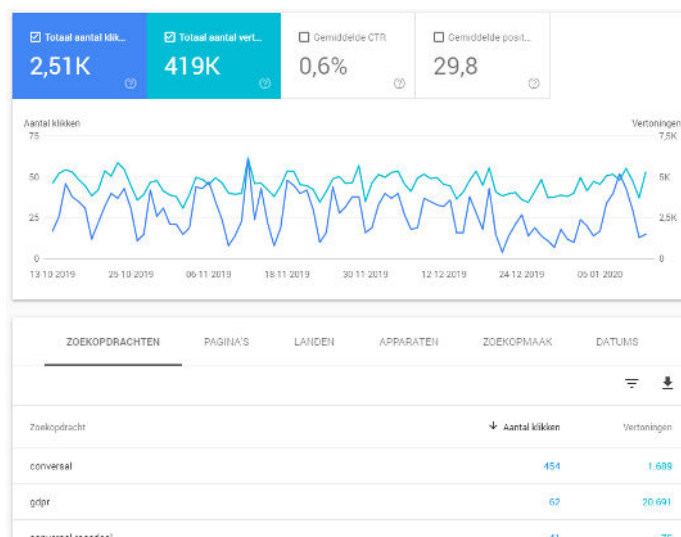 Totaal aantal klik... Totaal aantal vert... Gemiddelde CTR Gemiddelde posit...
2,51K 419K 0,6% 29,8
Aantal klikken Vertoningen
75 7,5K
50 5K
25 2,5K
0 0
13-10-2019 25-10-2019 06-11-2019 18-11-2019 30-11-2019 12-12-2019 24-12-2019 05-01-2020
ZOEKOPDRACHTEN PAGINA'S LANDEN APPARATEN ZOEKOPMAAK DATUMS
Zoekopdracht Aantal klikken Vertoningen
conversal 454 1.689
gdpr 62 20.691